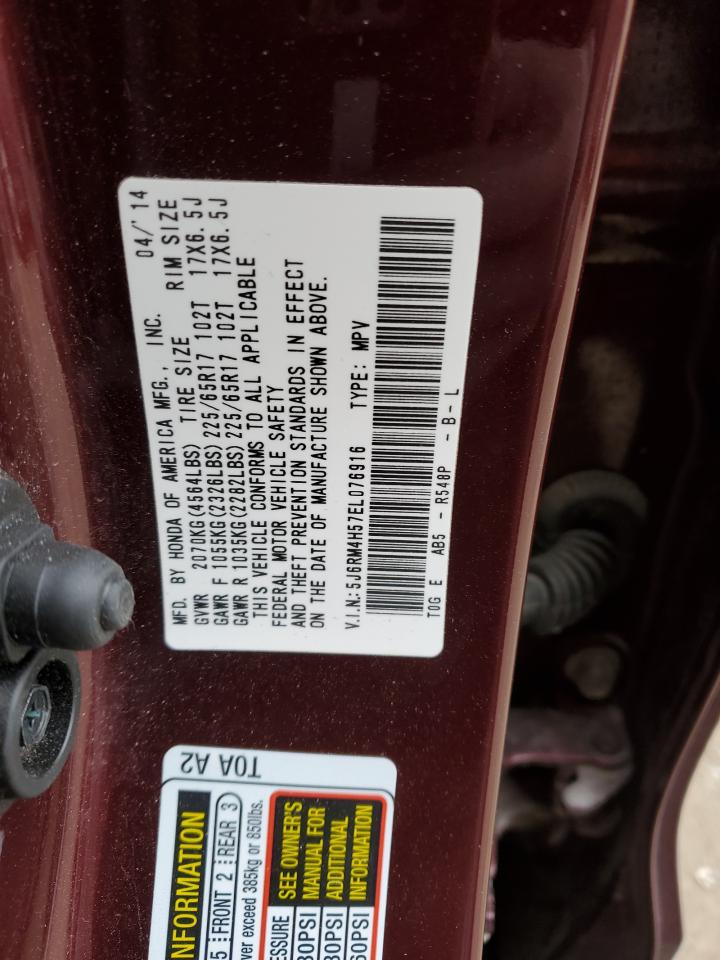 MFD. BY HONDA OF AMERICA MFG., INC. 04/'14
GVWR 2070KG(4564LBS) TIRE SIZE RIM SIZE
GAWR F 1055KG(2326LBS) 225/65R17 102T 17X6.5J
GAWR R 1035KG(2282LBS) 225/65R17 102T 17X6.5J
THIS VEHICLE CONFORMS TO ALL APPLICABLE
FEDERAL MOTOR VEHICLE SAFETY
AND THEFT PREVENTION STANDARDS IN EFFECT
ON THE DATE OF MANUFACTURE SHOWN ABOVE.
V.I.N.: 5J6RM4H57EL076916 TYPE: MPV
T0G E AB5 - R548P - B - L
T0A A2
NFORMATION
5 FRONT 2 REAR 3
ver exceed 385kg or 850lbs.
ESSURE
SEE OWNER'S
MANUAL FOR
ADDITIONAL
INFORMATION
30PSI
30PSI
60PSI